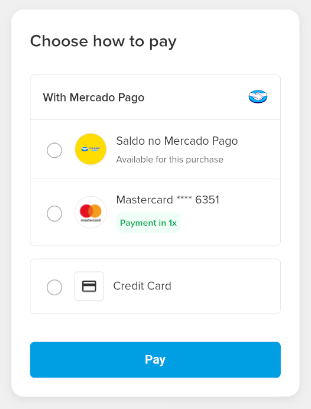 Choose how to pay
With Mercado Pago
Saldo no Mercado Pago
Available for this purchase
Mastercard **** 6351
Payment in 1x
mastercard
Credit Card
Pay